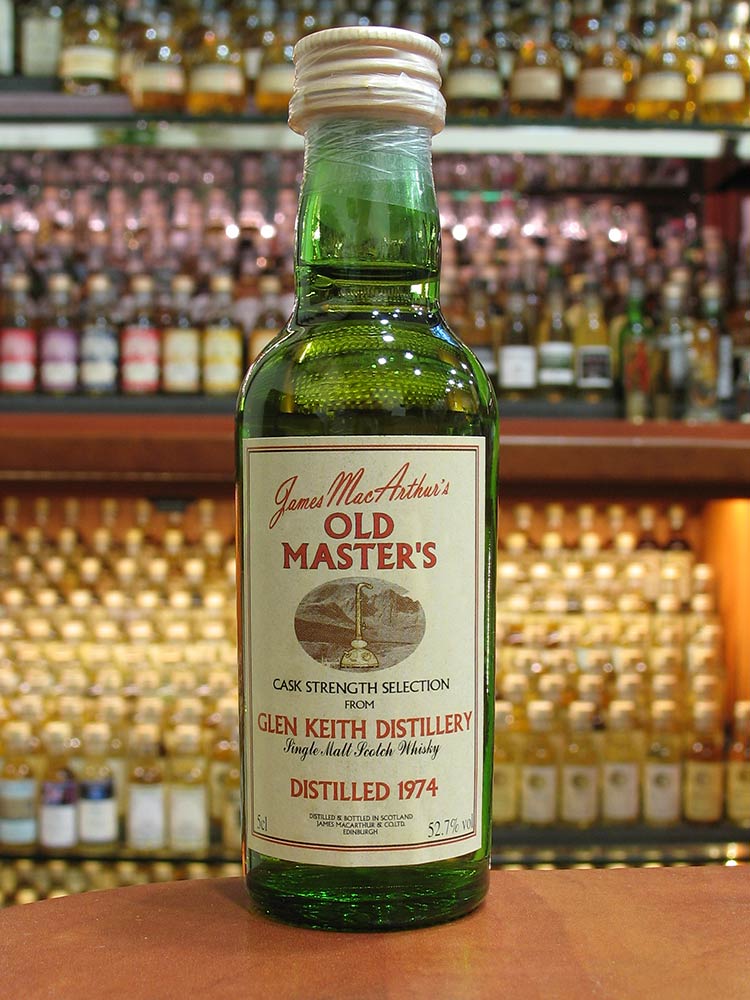 James MacArthur's
OLD
MASTER'S
CASK STRENGTH SELECTION
FROM
GLEN KEITH DISTILLERY
Single Malt Scotch Whisky
DISTILLED 1974
DISTILLED & BOTTLED IN SCOTLAND
JAMES MACARTHUR & CO.LTD.
EDINBURGH
5cl 52.7% vol